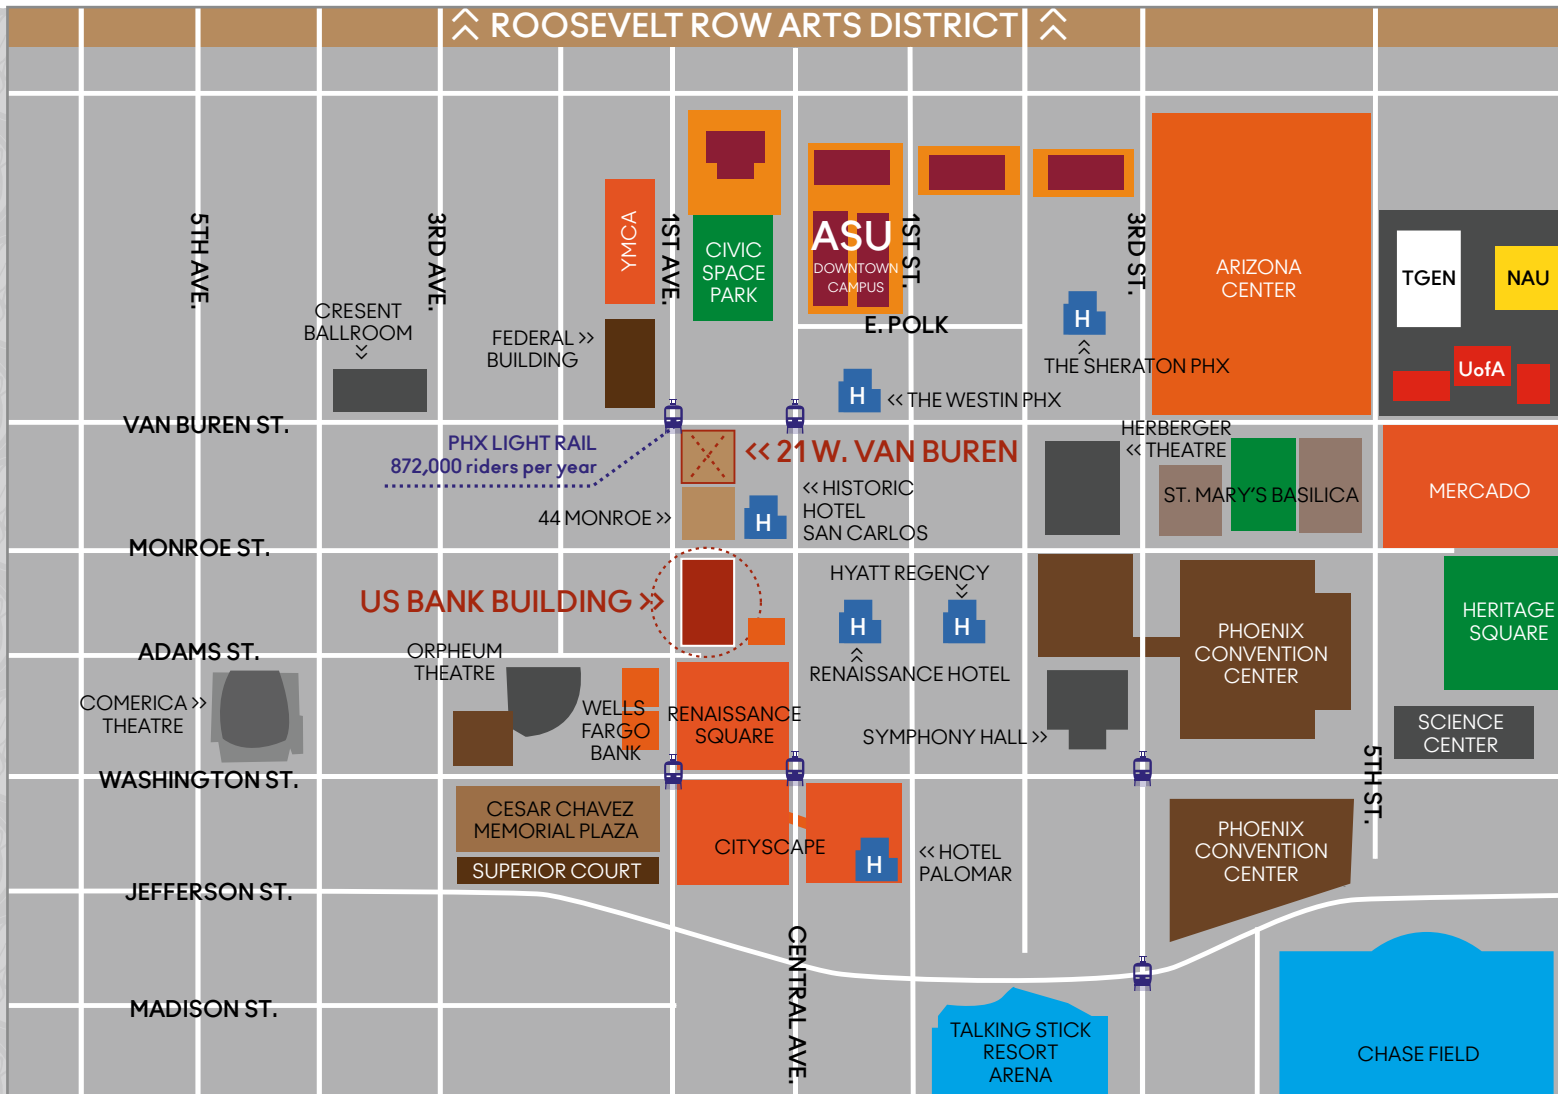 ROOSEVELT ROW ARTS DISTRICT
5TH AVE.
3RD AVE.
YMCA
1ST AVE.
CIVIC
SPACE
PARK
ASU
DOWNTOWN
CAMPUS
1ST ST.
3RD ST.
ARIZONA
CENTER
TGEN
NAU
UofA
CRESENT
BALLROOM
FEDERAL >>
BUILDING
E. POLK
H
THE SHERATON PHX
H
<< THE WESTIN PHX
VAN BUREN ST.
PHX LIGHT RAIL
872,000 riders per year
<< 21 W. VAN BUREN
HERBERGER
<< THEATRE
ST. MARY'S BASILICA
MERCADO
44 MONROE >>
H
<< HISTORIC
HOTEL
SAN CARLOS
MONROE ST.
US BANK BUILDING >>
HYATT REGENCY
H
H
RENAISSANCE HOTEL
PHOENIX
CONVENTION
CENTER
HERITAGE
SQUARE
ADAMS ST.
ORPHEUM
THEATRE
COMERICA >>
THEATRE
WELLS
FARGO
BANK
RENAISSANCE
SQUARE
SYMPHONY HALL >>
SCIENCE
CENTER
5TH ST.
WASHINGTON ST.
CESAR CHAVEZ
MEMORIAL PLAZA
SUPERIOR COURT
CITYSCAPE
H
<< HOTEL
PALOMAR
PHOENIX
CONVENTION
CENTER
JEFFERSON ST.
CENTRAL AVE.
MADISON ST.
TALKING STICK
RESORT
ARENA
CHASE FIELD